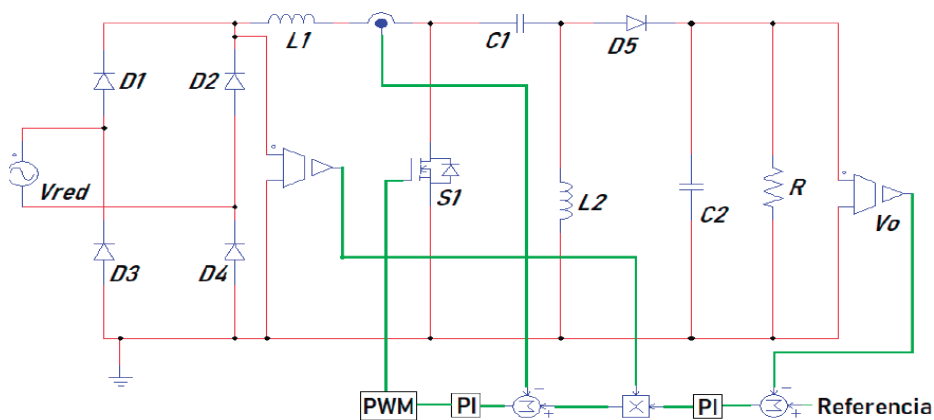 L1
C1
D5
D1
D2
Vred
S1
L2
C2
R
Vo
D3
D4
PWM
PI
Σ
+
−
X
PI
Σ
−
+
Referencia